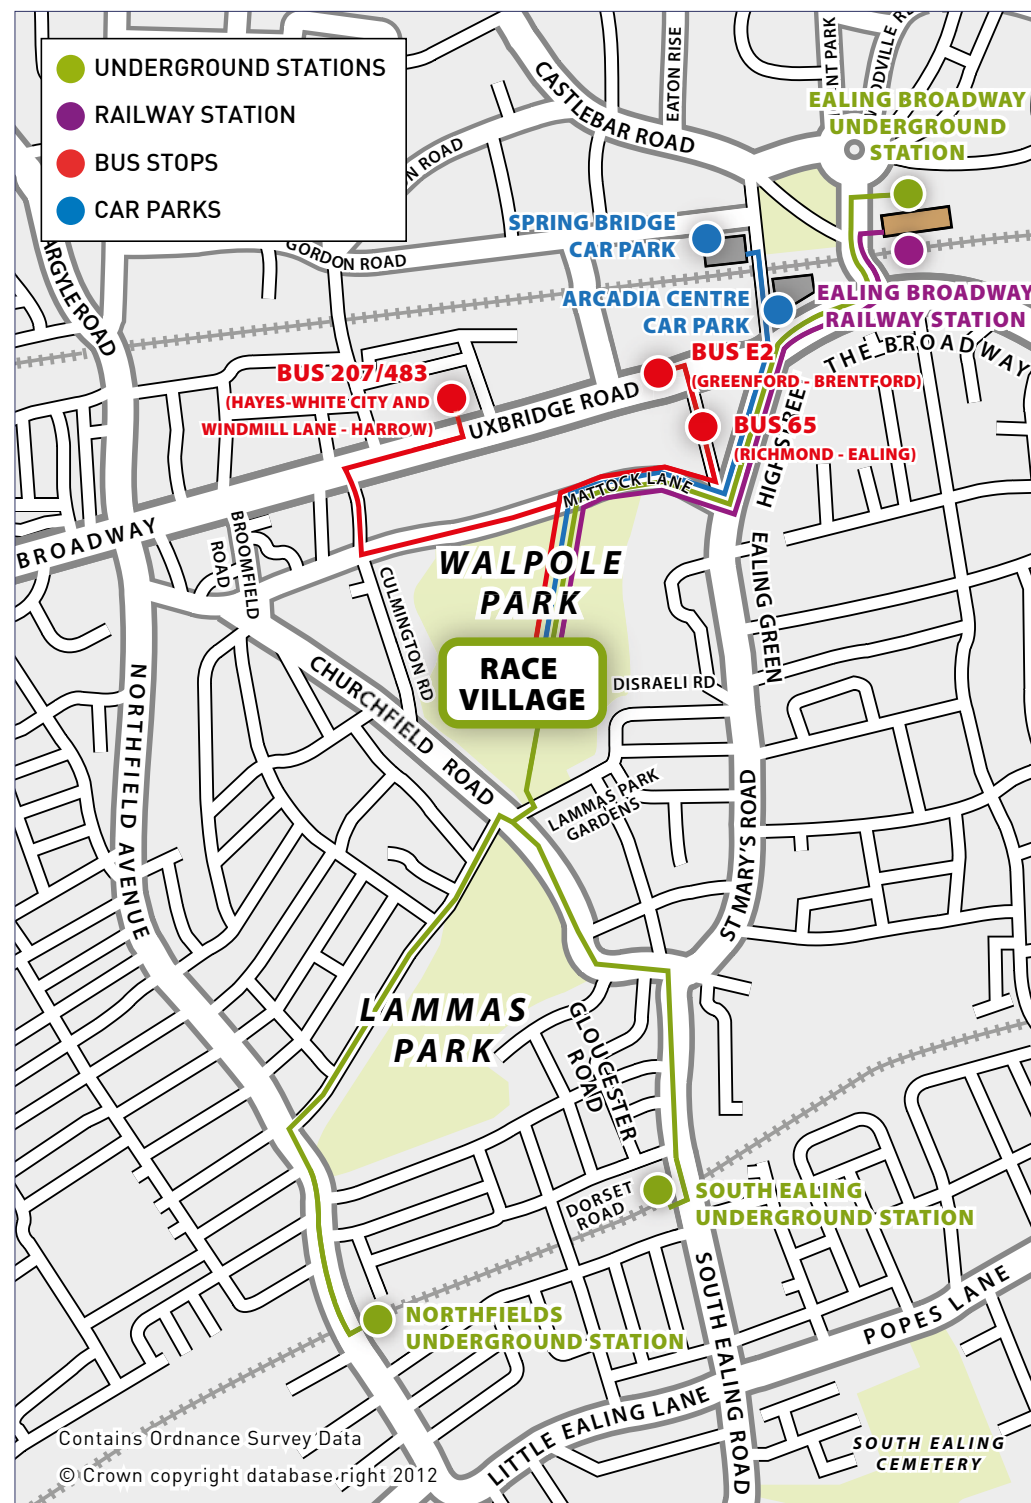 UNDERGROUND STATIONS
RAILWAY STATION
BUS STOPS
CAR PARKS
EATON RISE
CASTLEBAR ROAD
EALING BROADWAY
UNDERGROUND
STATION
ROAD
GORDON ROAD
ARGYLE ROAD
SPRING BRIDGE
CAR PARK
ARCADIA CENTRE
CAR PARK
EALING BROADWAY
RAILWAY STATION
THE BROADWAY
BUS 207/483
(HAYES-WHITE CITY AND
WINDMILL LANE - HARROW)
UXBRIDGE ROAD
BUS E2
(GREENFORD - BRENTFORD)
BUS 65
(RICHMOND - EALING)
HIGH STREET
MATTOCK LANE
BROADWAY
BROOMFIELD
ROAD
WALPOLE
PARK
CULMINGTON RD
EALING GREEN
RACE
VILLAGE
DISRAELI RD
NORTHFIELD AVENUE
CHURCHFIELD ROAD
LAMMAS PARK
GARDENS
ST MARY'S ROAD
LAMMAS
PARK
GLOUCESTER
ROAD
DORSET
ROAD
SOUTH EALING
UNDERGROUND STATION
NORTHFIELDS
UNDERGROUND STATION
SOUTH EALING ROAD
POPES LANE
LITTLE EALING LANE
SOUTH EALING
CEMETERY
Contains Ordnance Survey Data
© Crown copyright database right 2012